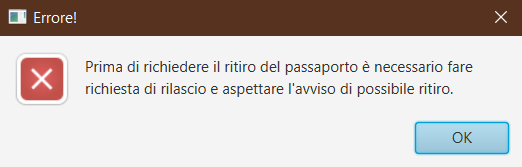 Errore!
Prima di richiedere il ritiro del passaporto è necessario fare
richiesta di rilascio e aspettare l'avviso di possibile ritiro.
OK